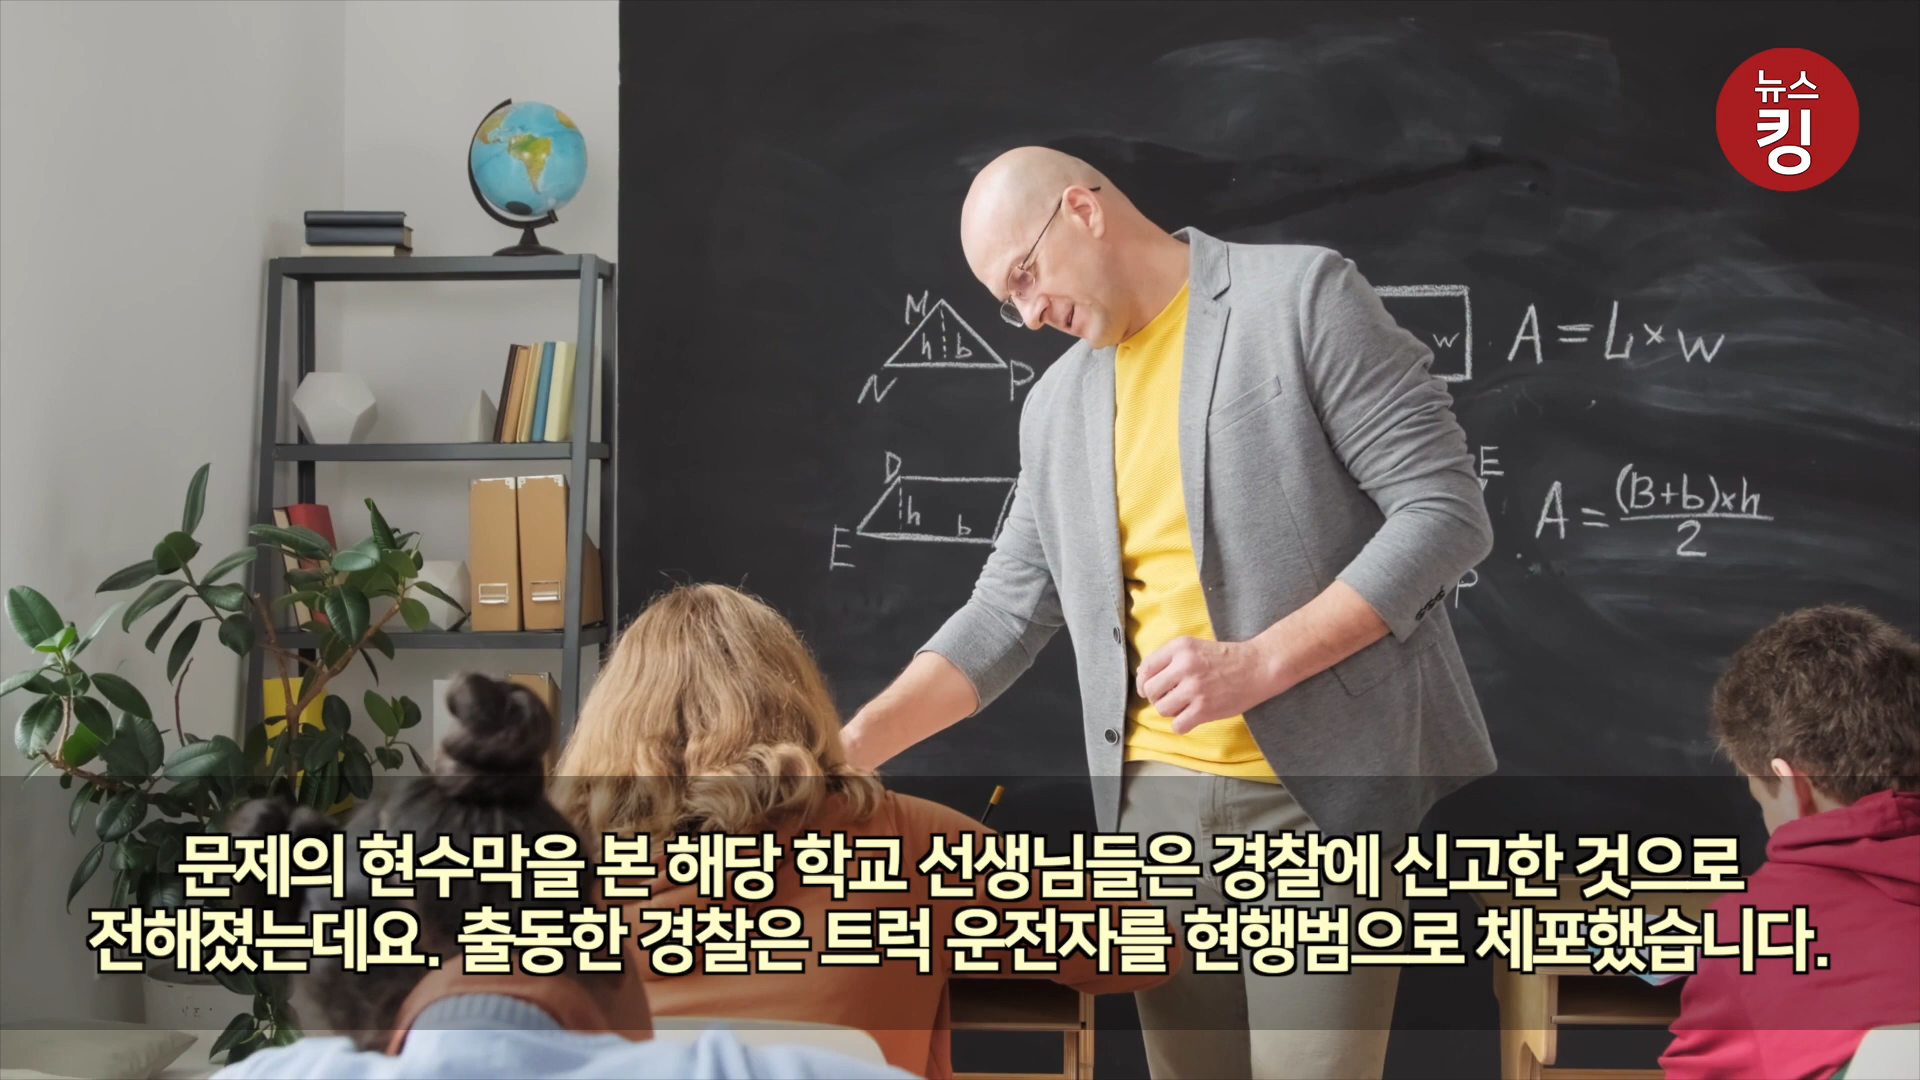 뉴스
킹
M
h b
N P
w
A = L × w
D
h b
E
E
A = (B+b)×h
2
P
문제의 현수막을 본 해당 학교 선생님들은 경찰에 신고한 것으로
전해졌는데요. 출동한 경찰은 트럭 운전자를 현행범으로 체포했습니다.